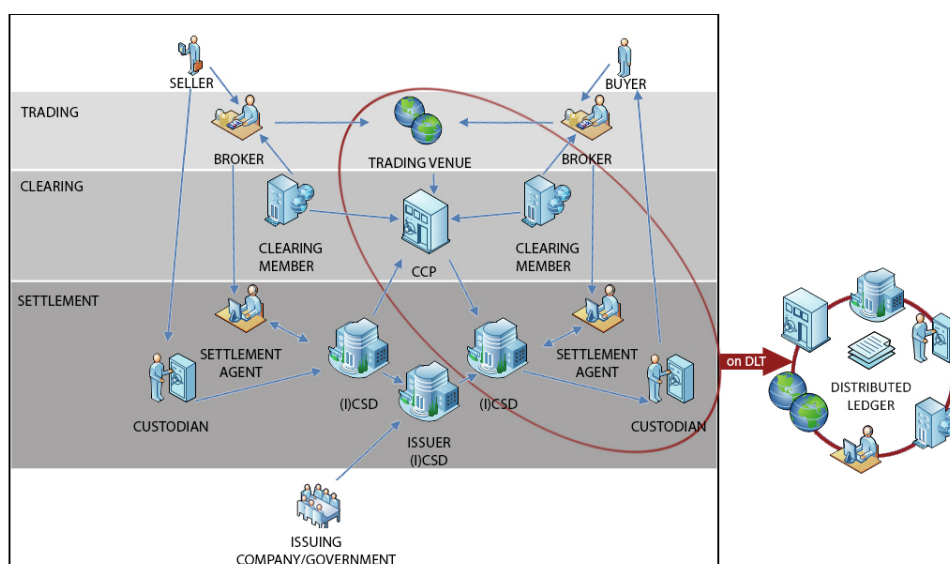 SELLER
BUYER
TRADING
BROKER
TRADING VENUE
BROKER
CLEARING
CLEARING
MEMBER
CCP
CLEARING
MEMBER
SETTLEMENT
SETTLEMENT
AGENT
(I)CSD
(I)CSD
SETTLEMENT
AGENT
CUSTODIAN
ISSUER
(I)CSD
CUSTODIAN
ISSUING
COMPANY/GOVERNMENT
on DLT
DISTRIBUTED
LEDGER